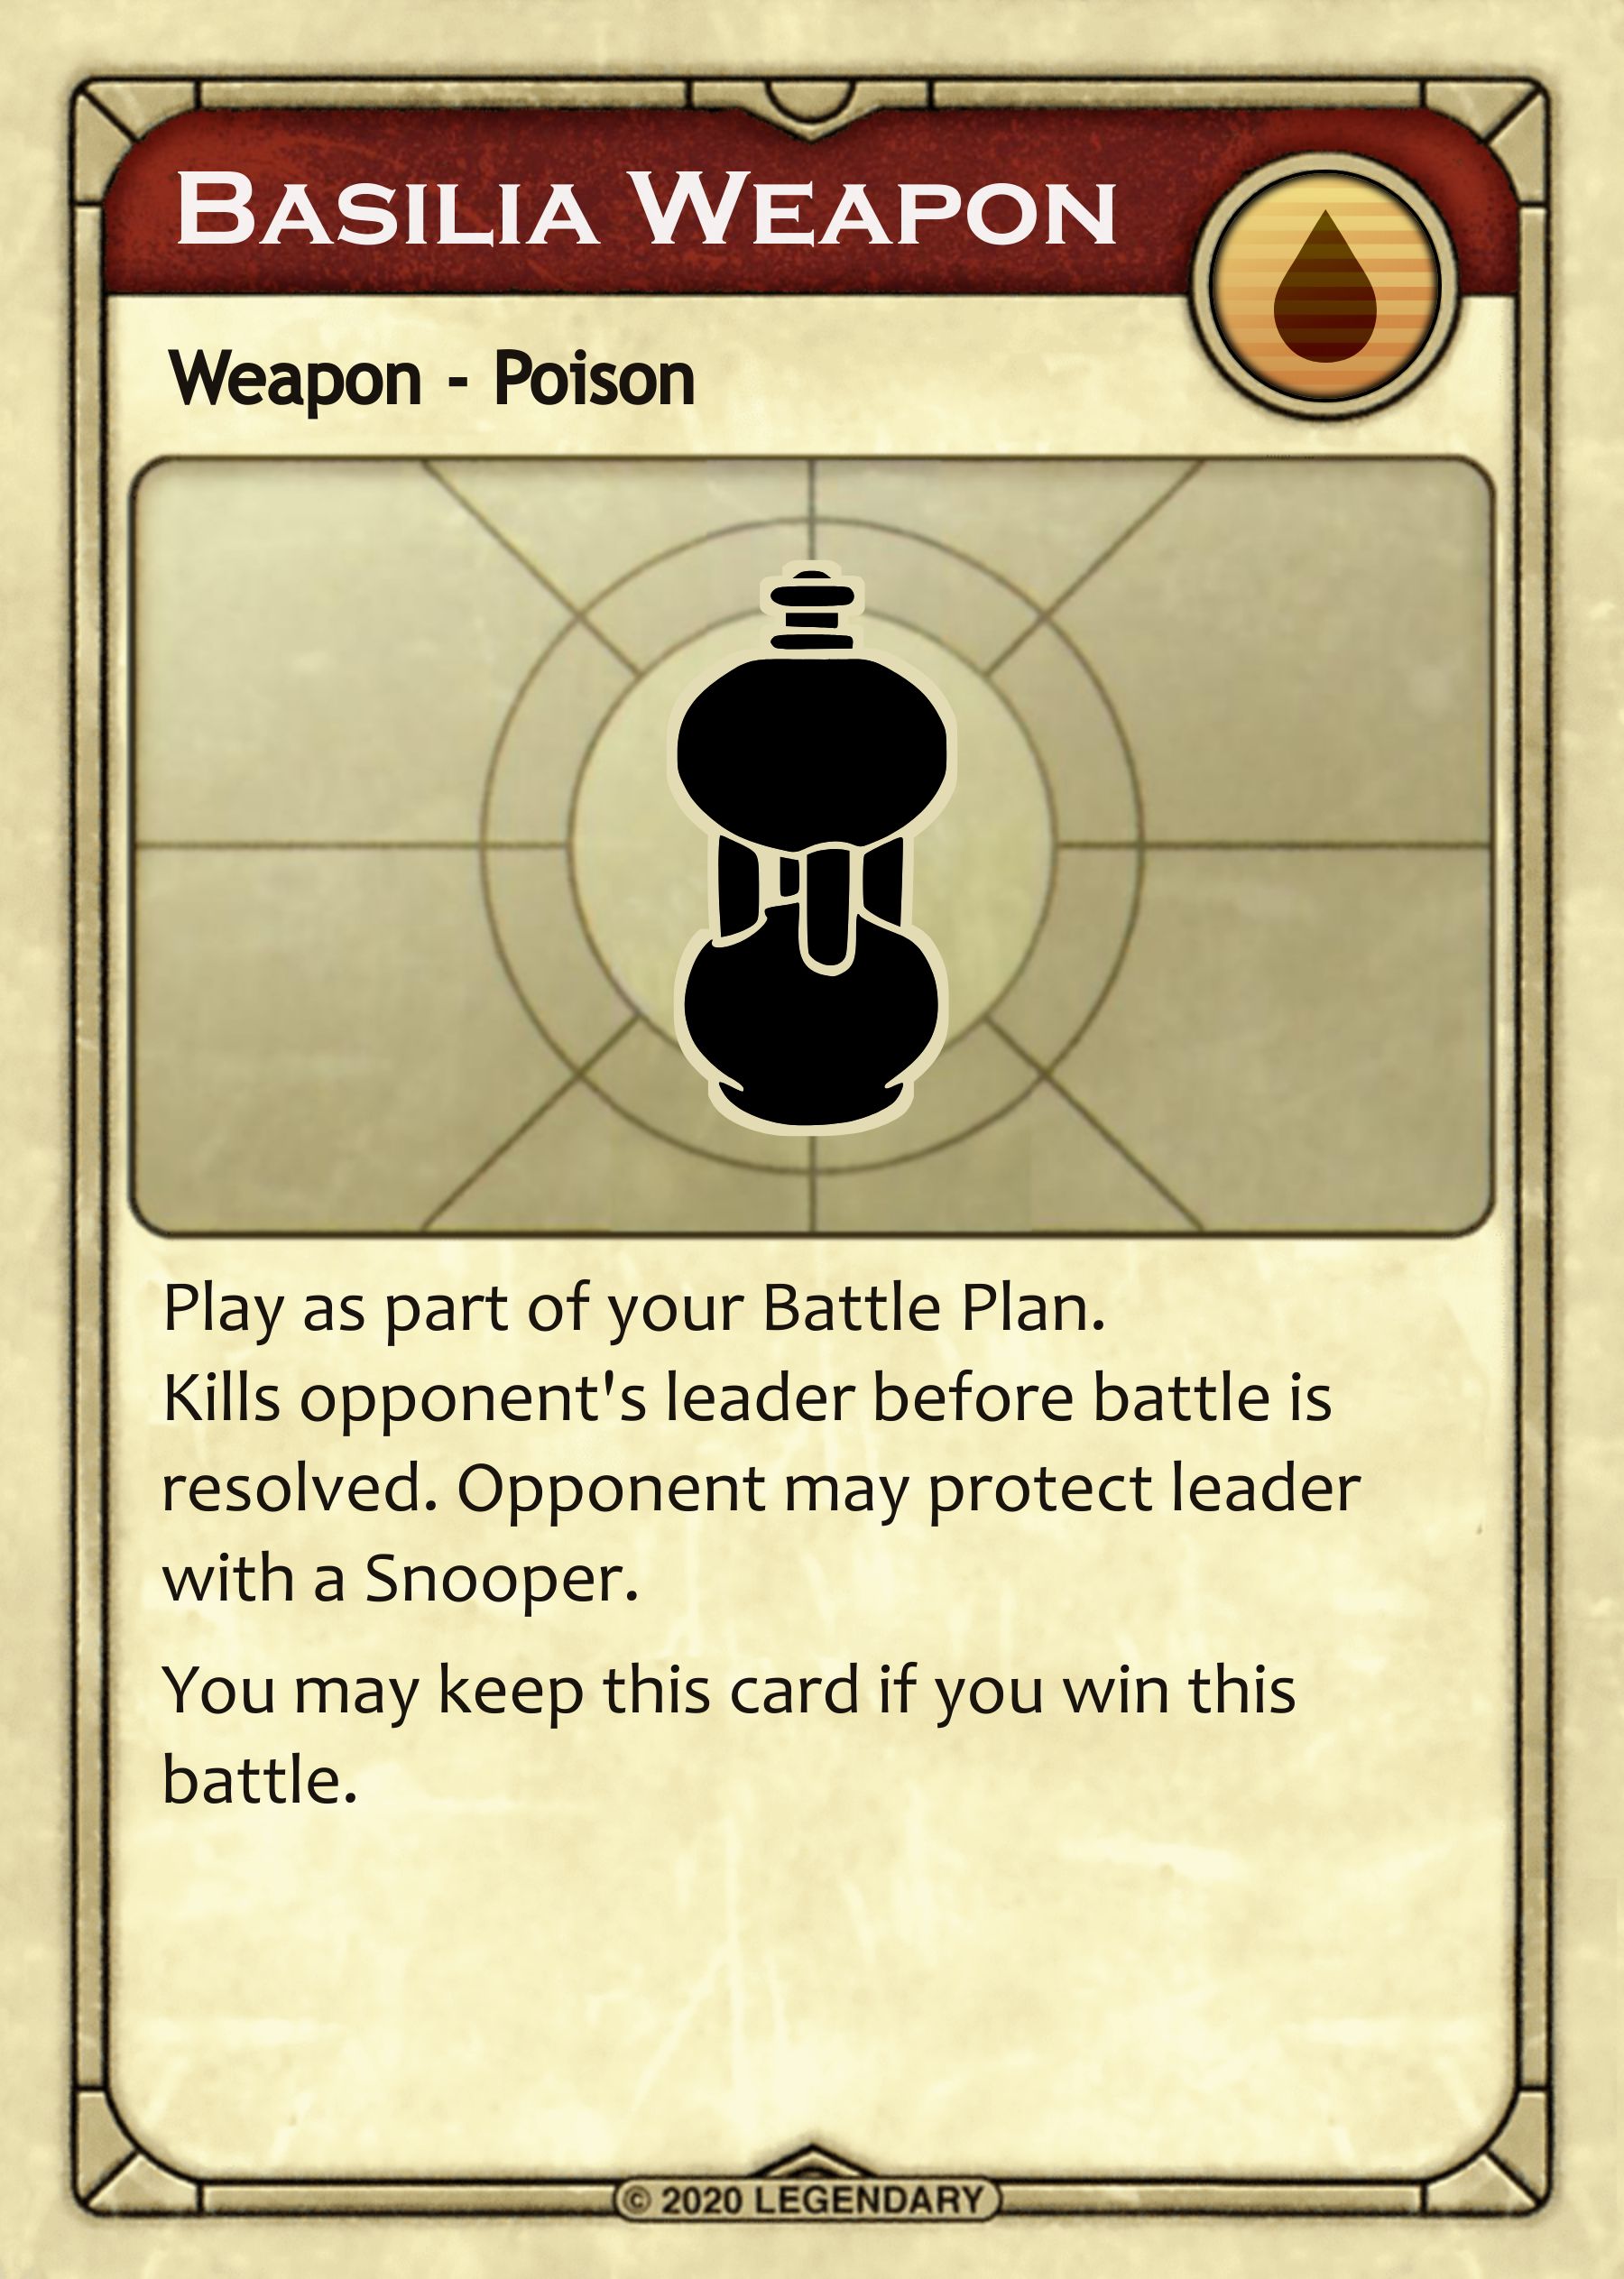 Basilia Weapon
Weapon - Poison
Play as part of your Battle Plan.
Kills opponent's leader before battle is
resolved. Opponent may protect leader
with a Snooper.
You may keep this card if you win this
battle.
© 2020 LEGENDARY